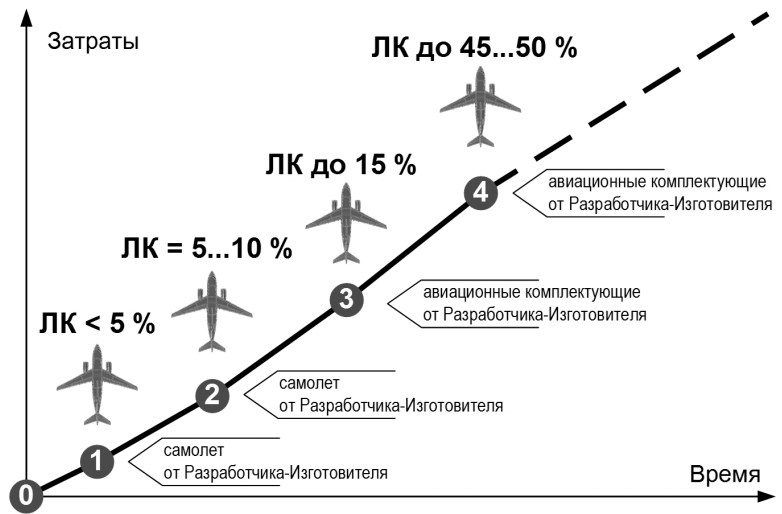 Затраты
ЛК до 45...50 %
ЛК до 15 %
4
авиационные комплектующие
от Разработчика-Изготовителя
ЛК = 5...10 %
3
авиационные комплектующие
от Разработчика-Изготовителя
ЛК < 5 %
2
самолет
от Разработчика-Изготовителя
1
самолет
от Разработчика-Изготовителя
Время
0